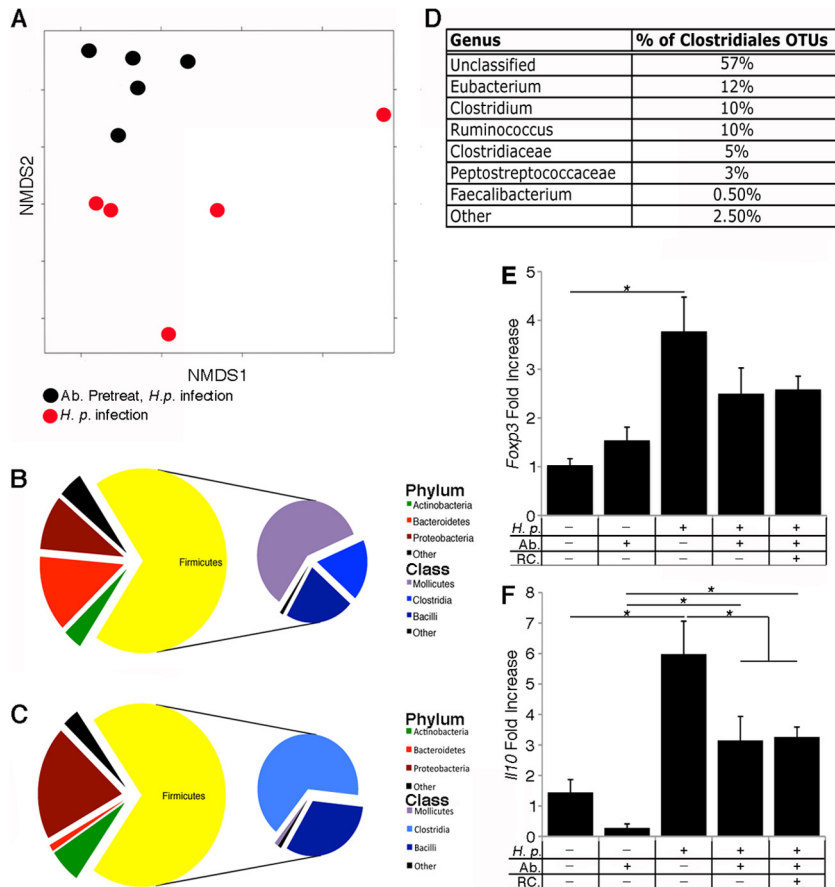 A
NMDS2
NMDS1
Ab. Pretreat, H.p. infection
H. p. infection
B
Firmicutes
Phylum
Actinobacteria
Bacteroidetes
Proteobacteria
Other
Class
Mollicutes
Clostridia
Bacilli
Other
C
Firmicutes
Phylum
Actinobacteria
Bacteroidetes
Proteobacteria
Other
Class
Mollicutes
Clostridia
Bacilli
Other
D
Genus % of Clostridiales OTUs
Unclassified 57%
Eubacterium 12%
Clostridium 10%
Ruminococcus 10%
Clostridiaceae 5%
Peptostreptococcaceae 3%
Faecalibacterium 0.50%
Other 2.50%
E
Foxp3 Fold Increase
5
4
3
2
1
0
*
H. p. – – + + +
Ab. – + – + +
RC. – – – – +
F
Il10 Fold Increase
7
6
5
4
3
2
1
0
*
*
* *
H. p. – – + + +
Ab. – + – + +
RC. – – – – +